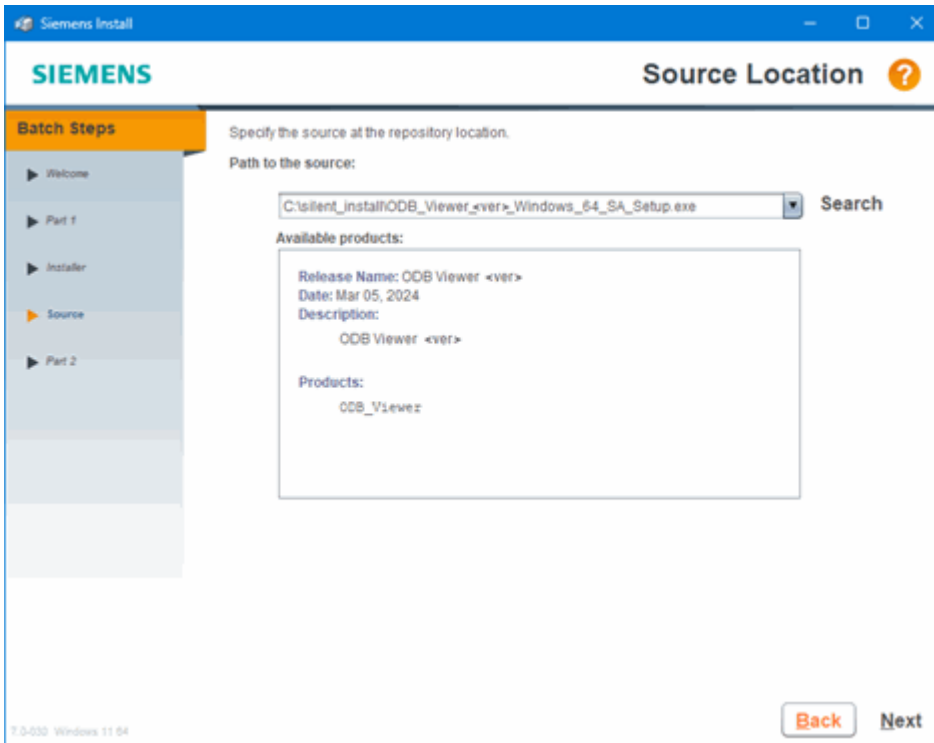 Siemens Install
SIEMENS
Source Location
?
Batch Steps
Welcome
Part 1
Installer
Source
Part 2
Specify the source at the repository location.
Path to the source:
C:\silent_install\ODB_Viewer_<ver>_Windows_64_SA_Setup.exe
Search
Available products:
Release Name: ODB Viewer <ver>
Date: Mar 05, 2024
Description:
ODB Viewer <ver>
Products:
ODB_Viewer
Back
Next
7.0-030 Windows 11 64